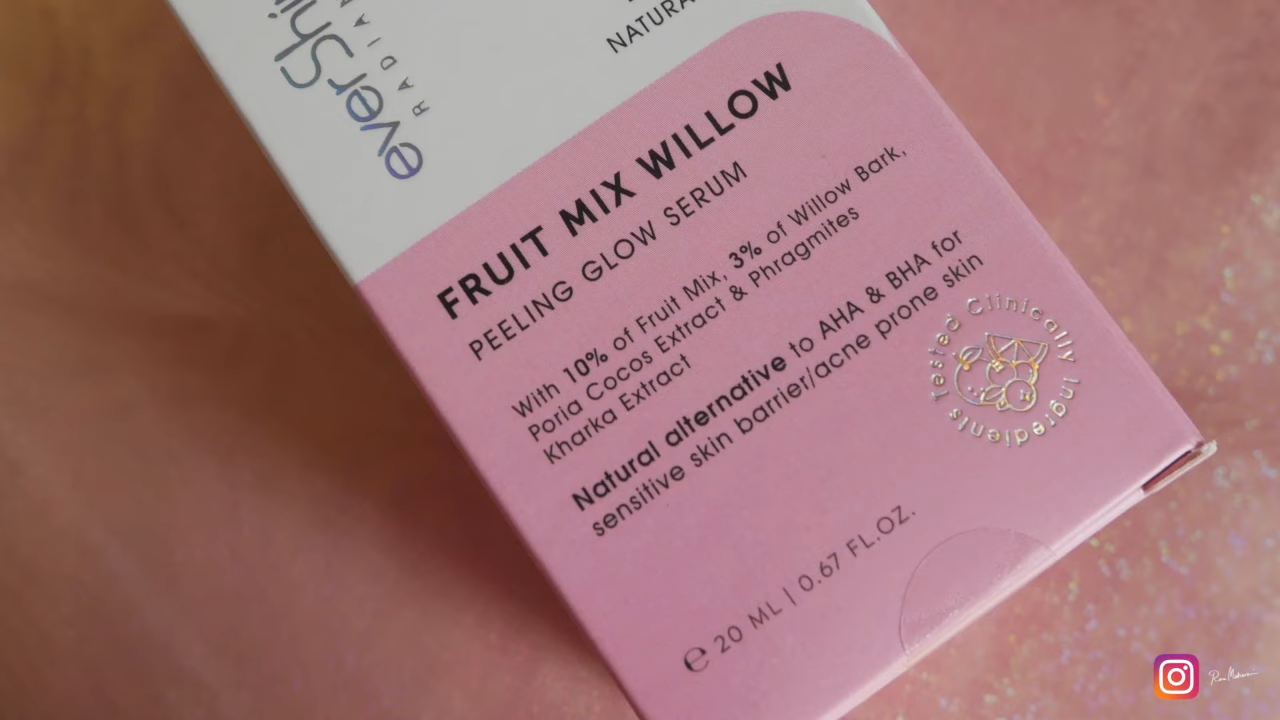 everShi
RADIA
NATURA
FRUIT MIX WILLOW
PEELING GLOW SERUM
With 10% of Fruit Mix, 3% of Willow Bark,
Poria Cocos Extract & Phragmites
Kharka Extract
Natural alternative to AHA & BHA for
sensitive skin barrier/acne prone skin
Clinically Tested Ingredients
℮ 20 ML | 0.67 FL.OZ.